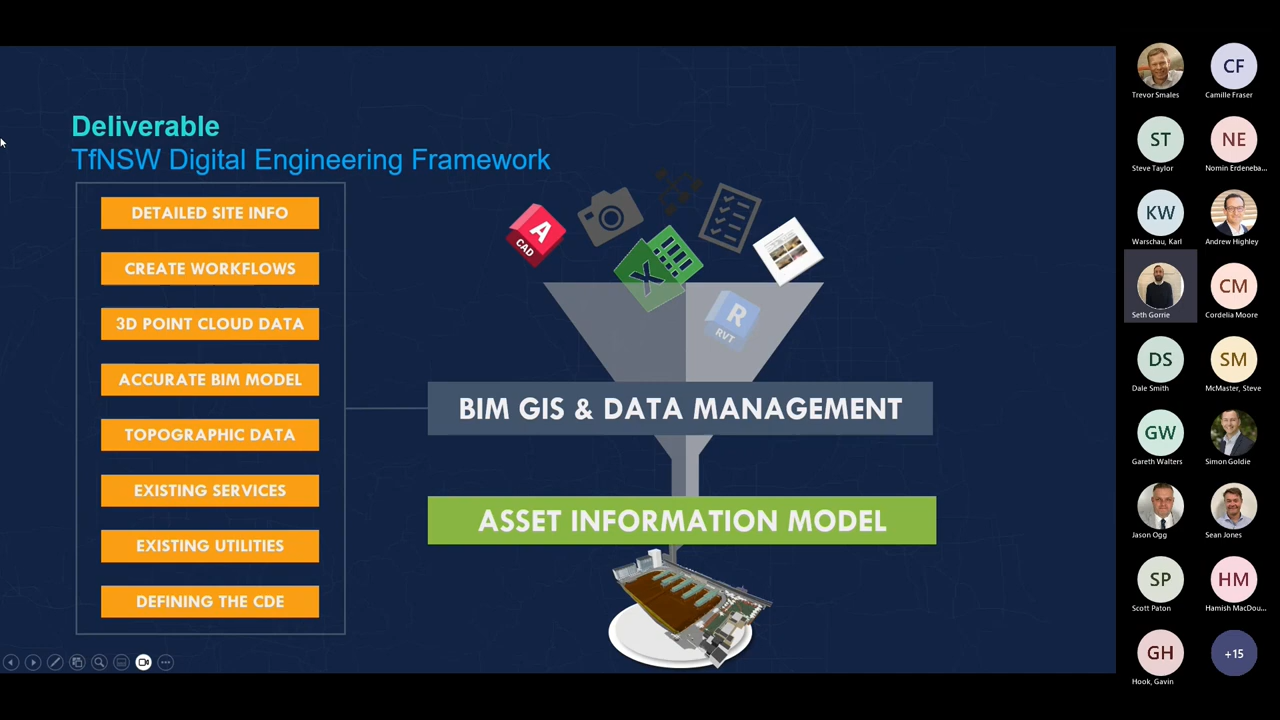 Deliverable
TfNSW Digital Engineering Framework
DETAILED SITE INFO
CREATE WORKFLOWS
3D POINT CLOUD DATA
ACCURATE BIM MODEL
TOPOGRAPHIC DATA
EXISTING SERVICES
EXISTING UTILITIES
DEFINING THE CDE
A
CAD
X
R
RVT
BIM GIS & DATA MANAGEMENT
ASSET INFORMATION MODEL
Trevor Smales
CF
Camille Fraser
ST
Steve Taylor
NE
Nomin Erdeneba...
KW
Warschau, Karl
Andrew Highley
Seth Gorrie
CM
Cordelia Moore
DS
Dale Smith
SM
McMaster, Steve
GW
Gareth Walters
Simon Goldie
Jason Ogg
Sean Jones
SP
Scott Paton
HM
Hamish MacDou...
GH
Hook, Gavin
+15